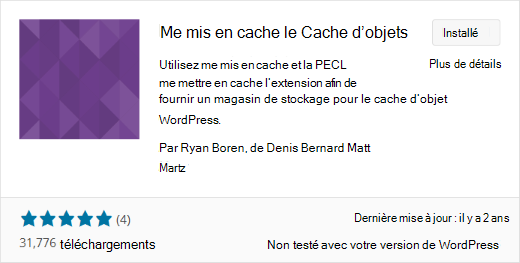 Me mis en cache le Cache d'objets
Installé
Utilisez me mis en cache et la PECL
Plus de détails
me mettre en cache l'extension afin de
fournir un magasin de stockage pour le cache d'objet
WordPress.
Par Ryan Boren, de Denis Bernard Matt
Martz
(4)
Dernière mise à jour : il y a 2 ans
31,776 téléchargements
Non testé avec votre version de WordPress